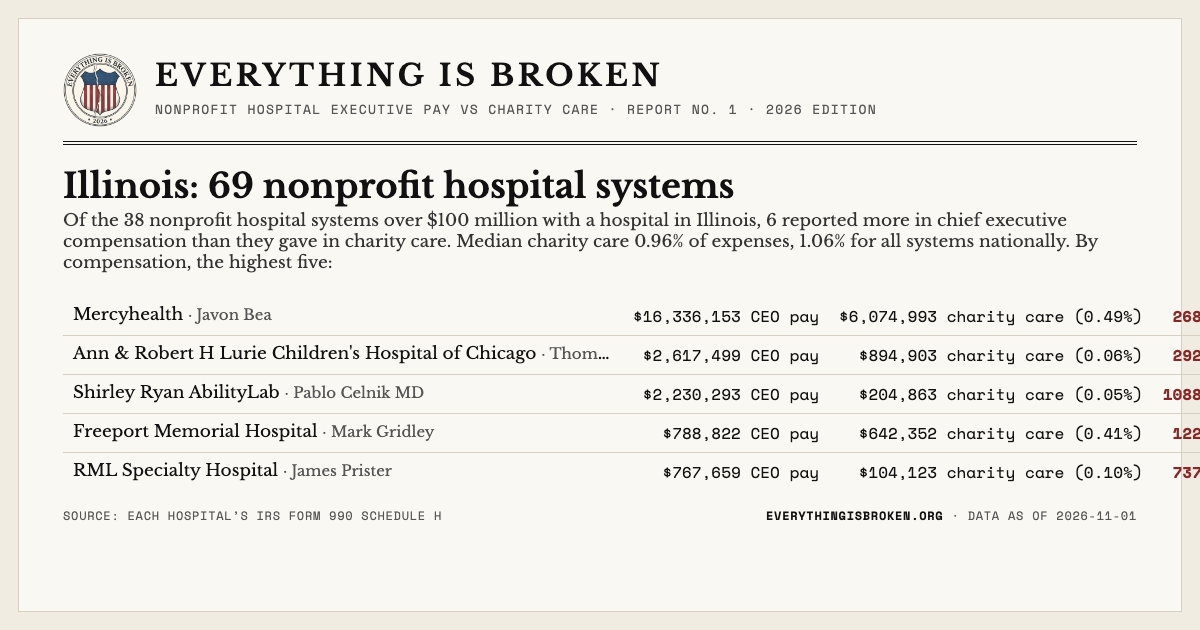 EVERYTHING IS BROKEN
2026
EVERYTHING IS BROKEN
NONPROFIT HOSPITAL EXECUTIVE PAY VS CHARITY CARE · REPORT NO. 1 · 2026 EDITION
Illinois: 69 nonprofit hospital systems
Of the 38 nonprofit hospital systems over $100 million with a hospital in Illinois, 6 reported more in chief executive
compensation than they gave in charity care. Median charity care 0.96% of expenses, 1.06% for all systems nationally. By
compensation, the highest five:
Mercyhealth · Javon Bea $16,336,153 CEO pay $6,074,993 charity care (0.49%) 268
Ann & Robert H Lurie Children's Hospital of Chicago · Thom… $2,617,499 CEO pay $894,903 charity care (0.06%) 292
Shirley Ryan AbilityLab · Pablo Celnik MD $2,230,293 CEO pay $204,863 charity care (0.05%) 1088
Freeport Memorial Hospital · Mark Gridley $788,822 CEO pay $642,352 charity care (0.41%) 122
RML Specialty Hospital · James Prister $767,659 CEO pay $104,123 charity care (0.10%) 737
SOURCE: EACH HOSPITAL'S IRS FORM 990 SCHEDULE H EVERYTHINGISBROKEN.ORG · DATA AS OF 2026-11-01